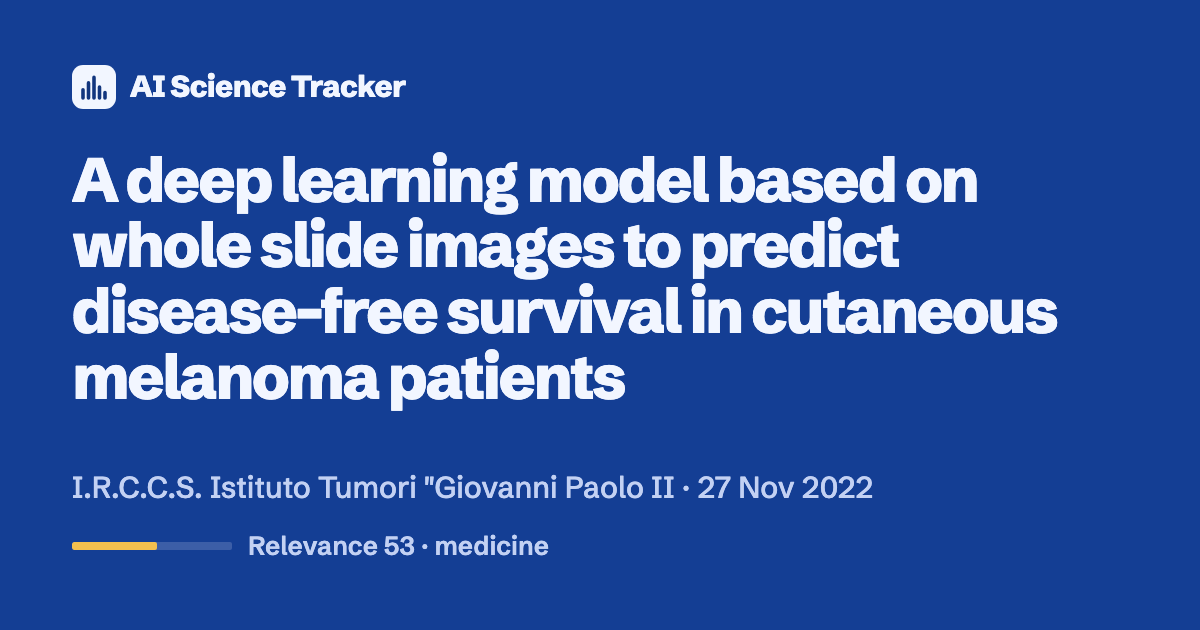 AI Science Tracker
A deep learning model based on
whole slide images to predict
disease-free survival in cutaneous
melanoma patients
I.R.C.C.S. Istituto Tumori "Giovanni Paolo II · 27 Nov 2022
Relevance 53 · medicine